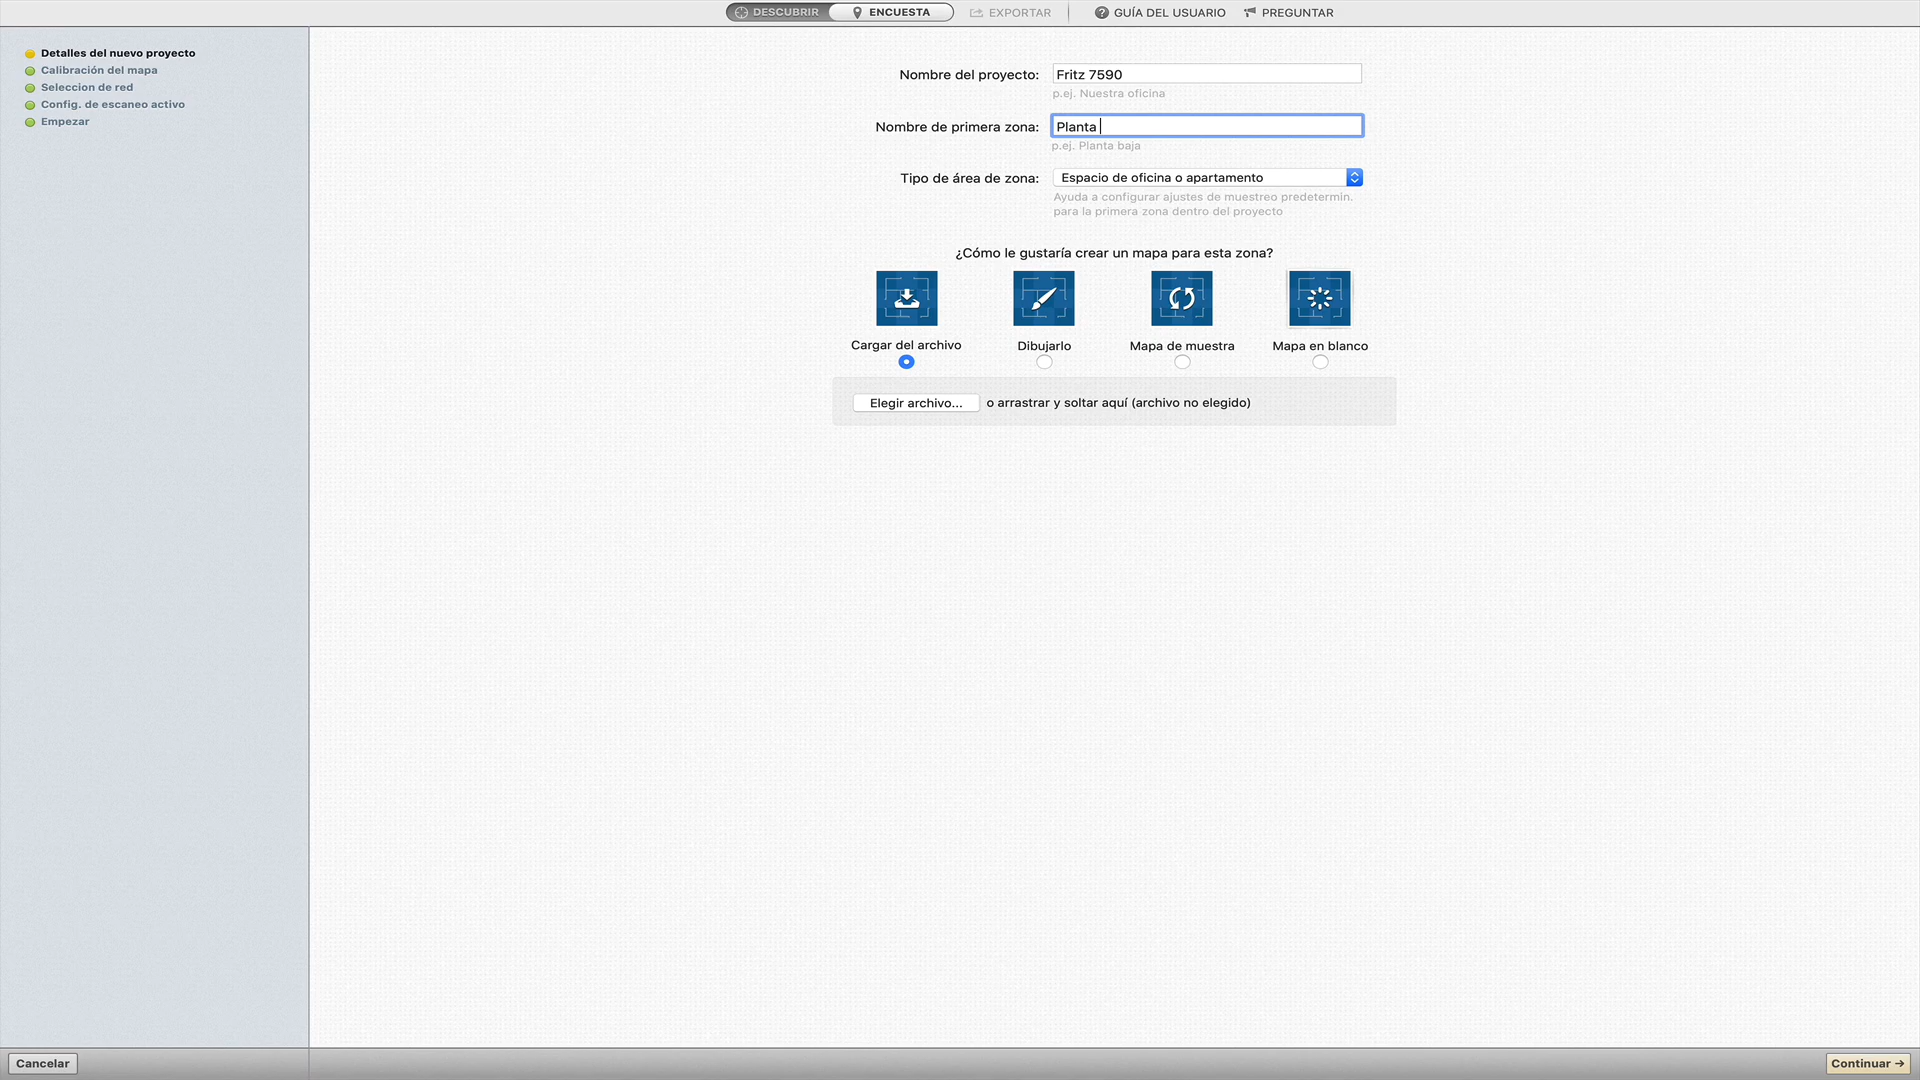 DESCUBRIR ENCUESTA EXPORTAR GUÍA DEL USUARIO PREGUNTAR
Detalles del nuevo proyecto
Calibración del mapa
Seleccion de red
Config. de escaneo activo
Empezar
Nombre del proyecto: Fritz 7590
p.ej. Nuestra oficina
Nombre de primera zona: Planta
p.ej. Planta baja
Tipo de área de zona: Espacio de oficina o apartamento
Ayuda a configurar ajustes de muestreo predetermin.
para la primera zona dentro del proyecto
¿Cómo le gustaría crear un mapa para esta zona?
Cargar del archivo Dibujarlo Mapa de muestra Mapa en blanco
Elegir archivo... o arrastrar y soltar aquí (archivo no elegido)
Cancelar Continuar →